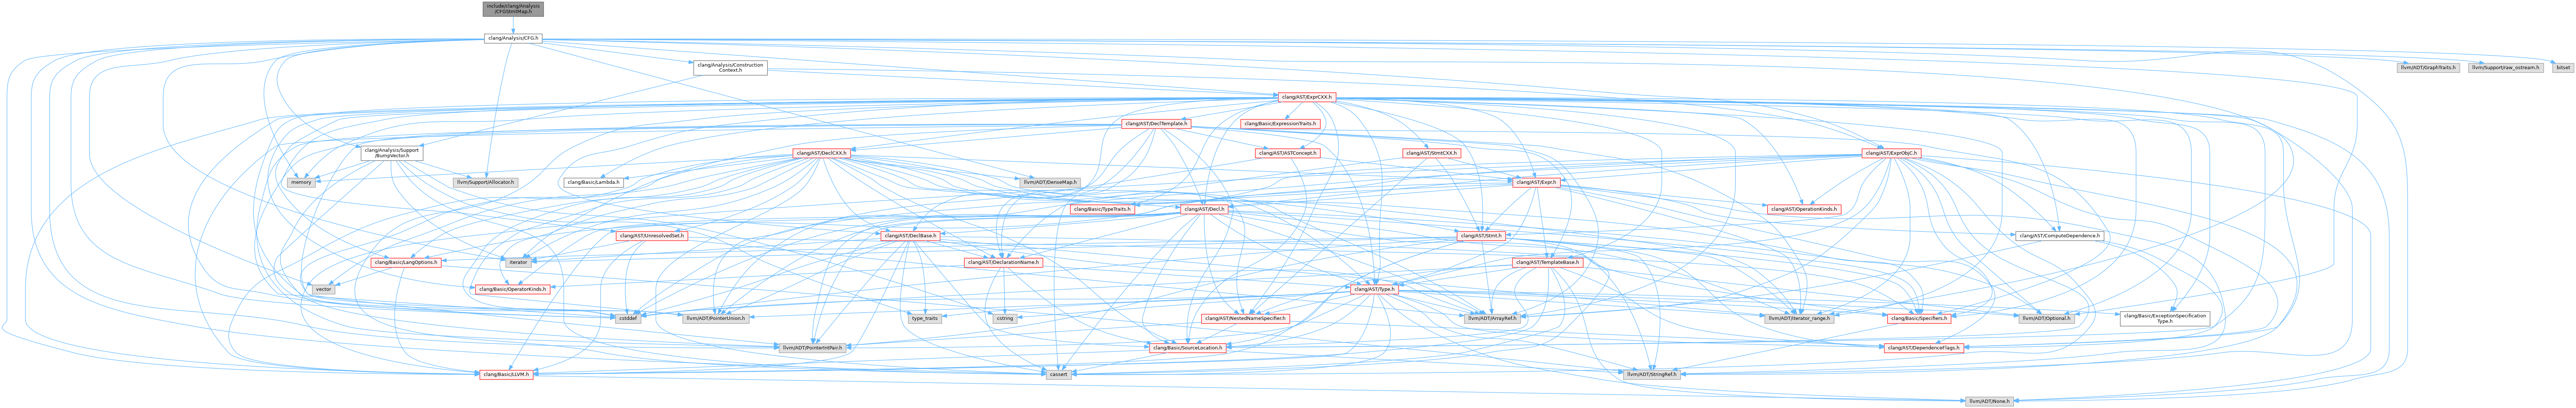 include/clang/Analysis
/CFGStmtMap.h
clang/Analysis/CFG.h
clang/Analysis/Construction
Context.h
llvm/ADT/GraphTraits.h
llvm/Support/raw_ostream.h
bitset
clang/AST/ExprCXX.h
clang/AST/DeclTemplate.h
clang/Basic/ExpressionTraits.h
clang/Analysis/Support
/BumpVector.h
clang/AST/DeclCXX.h
clang/AST/ASTConcept.h
clang/AST/StmtCXX.h
clang/AST/ExprObjC.h
memory
llvm/Support/Allocator.h
clang/Basic/Lambda.h
llvm/ADT/DenseMap.h
clang/AST/Expr.h
clang/Basic/TypeTraits.h
clang/AST/Decl.h
clang/AST/OperationKinds.h
clang/AST/UnresolvedSet.h
clang/AST/DeclBase.h
clang/AST/Stmt.h
clang/AST/ComputeDependence.h
clang/Basic/LangOptions.h
iterator
clang/AST/DeclarationName.h
clang/AST/TemplateBase.h
vector
clang/Basic/OperatorKinds.h
clang/AST/Type.h
cstddef
llvm/ADT/PointerUnion.h
type_traits
cstring
clang/AST/NestedNameSpecifier.h
llvm/ADT/ArrayRef.h
llvm/ADT/iterator_range.h
clang/Basic/Specifiers.h
llvm/ADT/Optional.h
clang/Basic/ExceptionSpecification
Type.h
llvm/ADT/PointerIntPair.h
clang/Basic/SourceLocation.h
clang/AST/DependenceFlags.h
clang/Basic/LLVM.h
cassert
llvm/ADT/StringRef.h
llvm/ADT/None.h